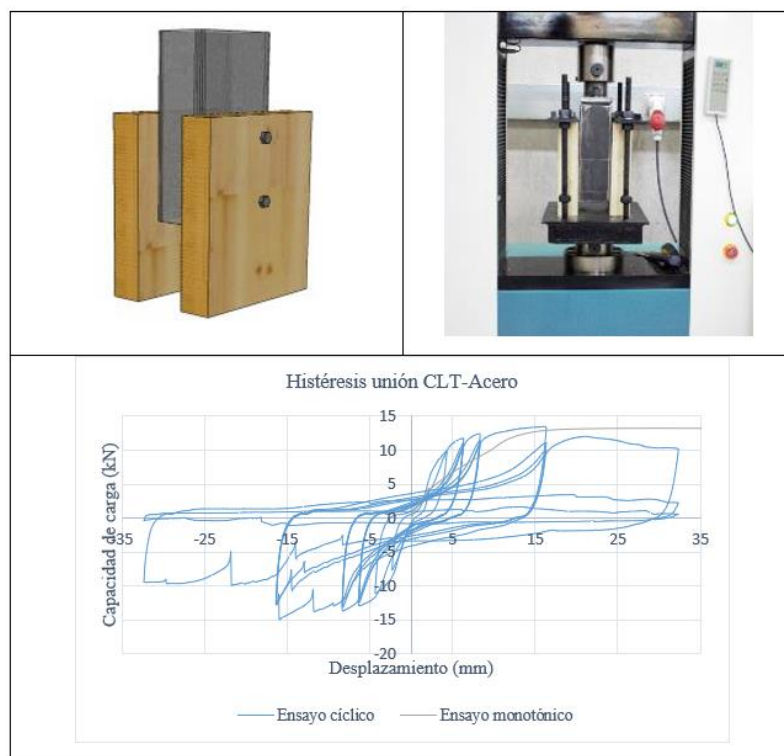 Histéresis unión CLT-Acero
Capacidad de carga (kN)
15
10
5
0
-5
-10
-15
-20
-35 -25 -15 -5 5 15 25 35
Desplazamiento (mm)
Ensayo cíclico Ensayo monotónico